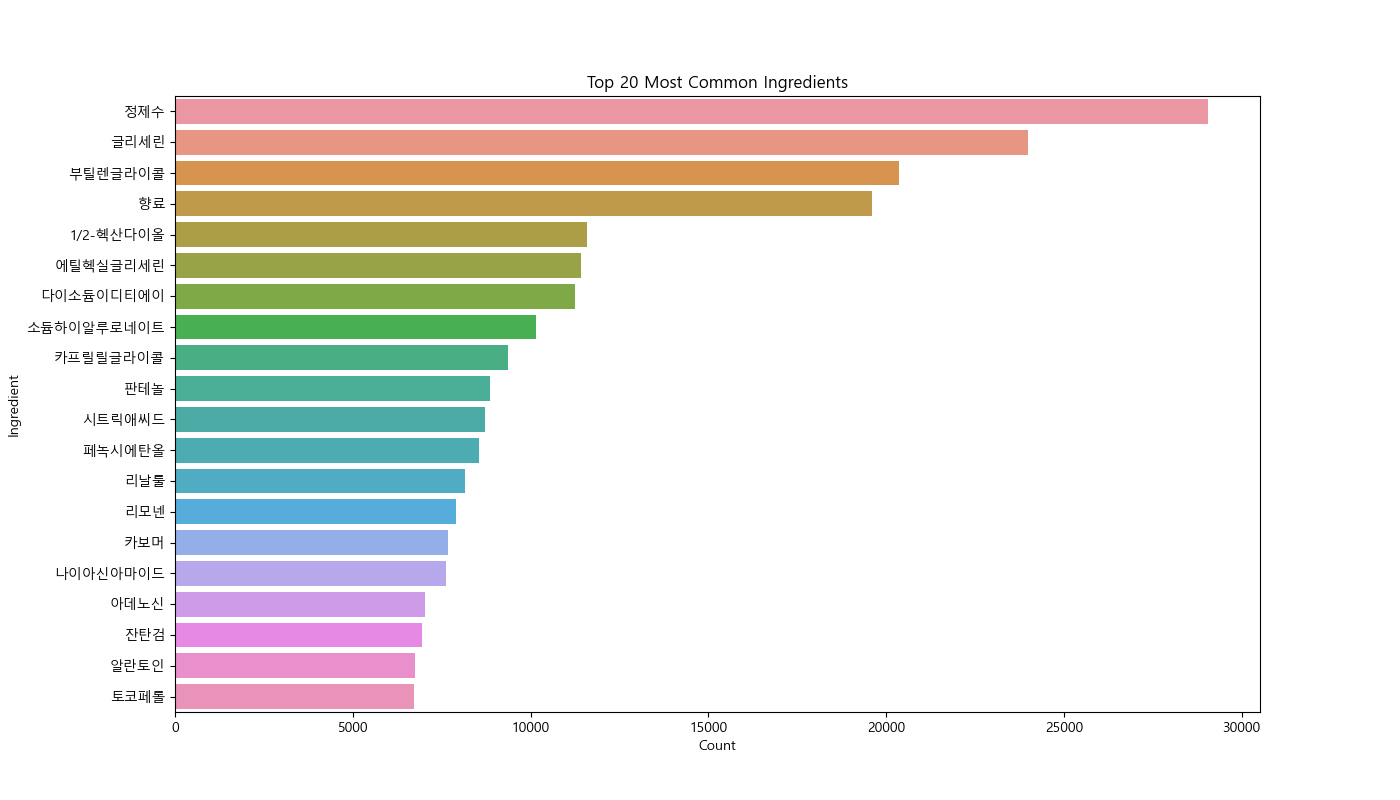 Top 20 Most Common Ingredients
정제수
글리세린
부틸렌글라이콜
향료
1/2-헥산다이올
에틸헥실글리세린
다이소듐이디티에이
소듐하이알루로네이트
카프릴릴글라이콜
판테놀
시트릭애씨드
페녹시에탄올
리날룰
리모넨
카보머
나이아신아마이드
아데노신
잔탄검
알란토인
토코페롤
Ingredient
0 5000 10000 15000 20000 25000 30000
Count